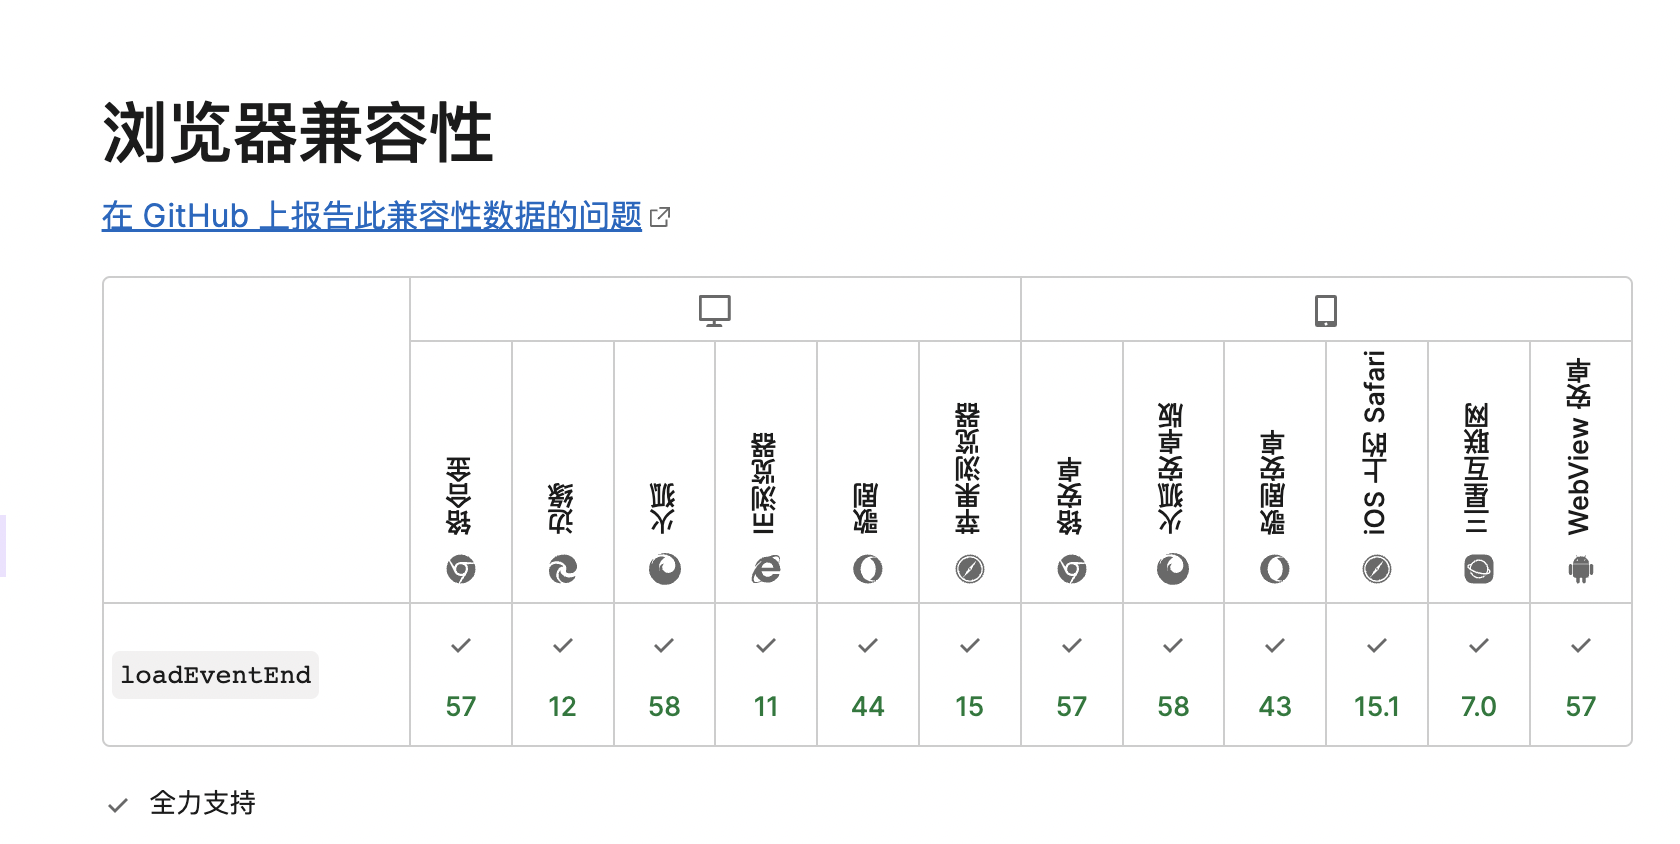 浏览器兼容性
在 GitHub 上报告此兼容性数据的问题
铬合金
边缘
火狐
IE浏览器
歌剧
苹果浏览器
铬安卓
火狐安卓版
歌剧安卓
iOS 上的 Safari
三星互联网
WebView 安卓
loadEventEnd
57
12
58
11
44
15
57
58
43
15.1
7.0
57
全力支持